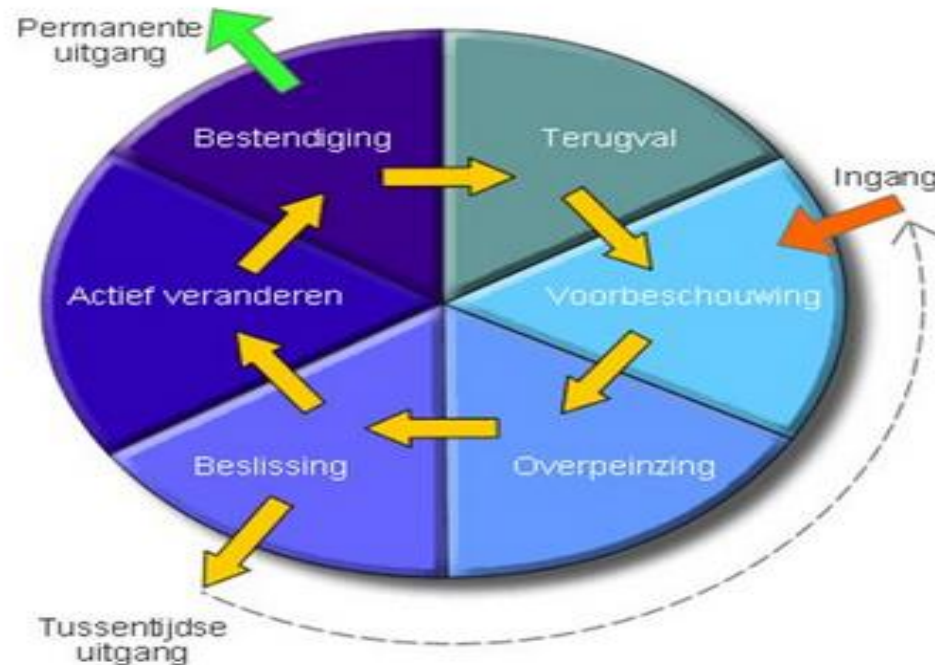 Permanente
uitgang
Bestendiging
Terugval
Ingang
Actief veranderen
Voorbeschouwing
Beslissing
Overpeinzing
Tussentijdse
uitgang